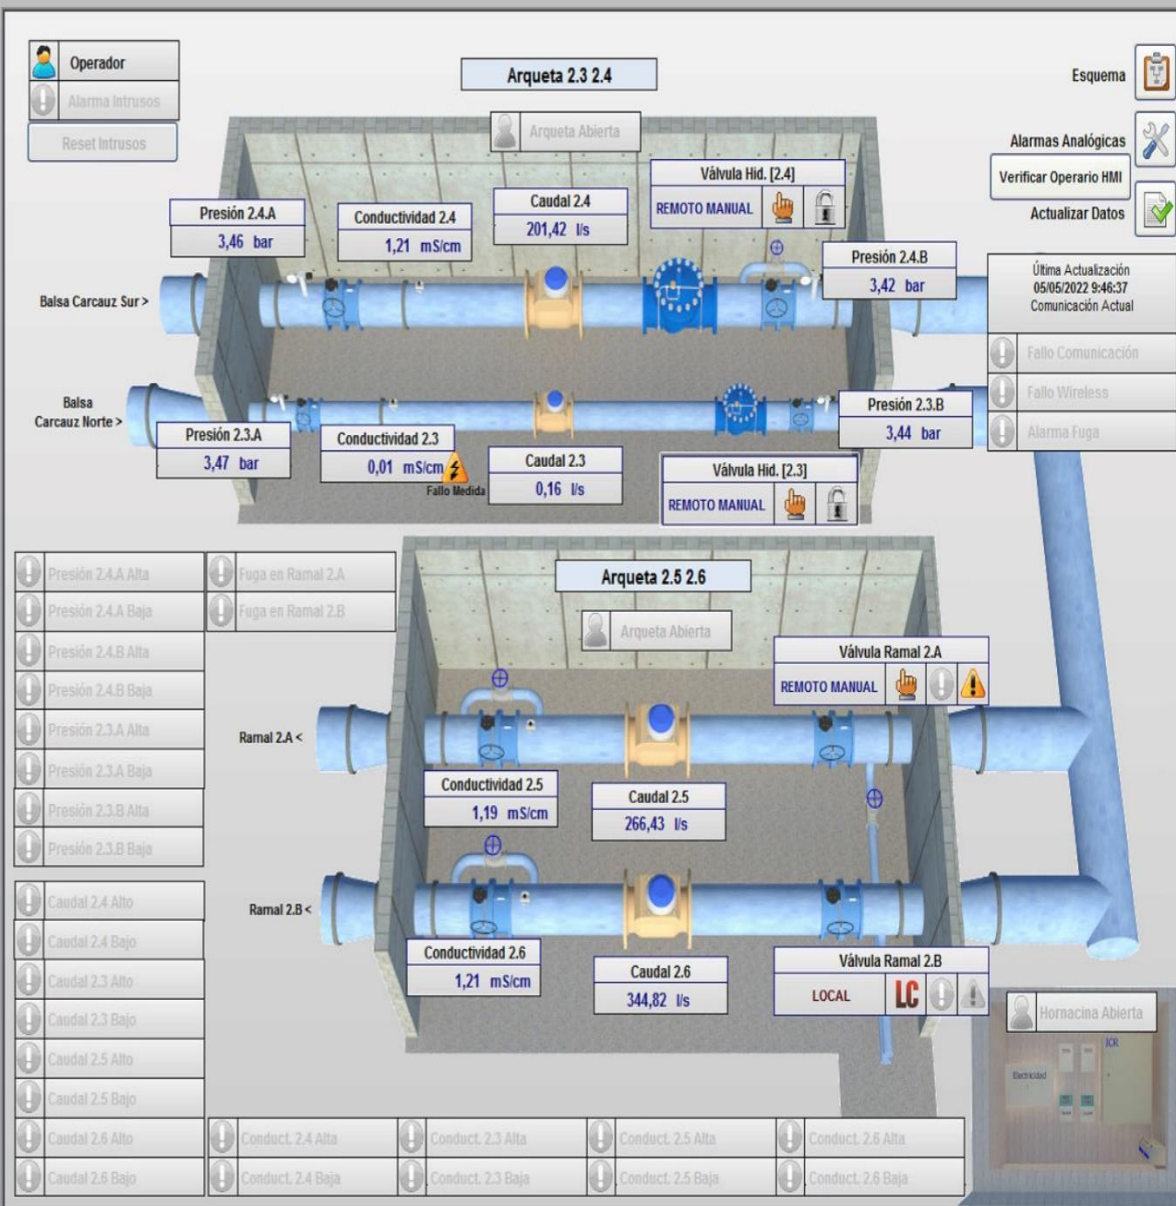 Operador
Alarma Intrusos
Reset Intrusos
Arqueta 2.3 2.4
Arqueta Abierta
Esquema
Alarmas Analógicas
Verificar Operario HMI
Actualizar Datos
Última Actualización
05/05/2022 9:46:37
Comunicación Actual
Fallo Comunicación
Fallo Wireless
Alarma Fuga
Válvula Hid. [2.4]
REMOTO MANUAL
Presión 2.4.A
3,46 bar
Conductividad 2.4
1,21 mS/cm
Caudal 2.4
201,42 l/s
Presión 2.4.B
3,42 bar
Balsa Carcauz Sur >
Balsa
Carcauz Norte >
Presión 2.3.A
3,47 bar
Conductividad 2.3
0,01 mS/cm
Fallo Medida
Caudal 2.3
0,16 l/s
Presión 2.3.B
3,44 bar
Válvula Hid. [2.3]
REMOTO MANUAL
Presión 2.4.A Alta
Presión 2.4.A Baja
Presión 2.4.B Alta
Presión 2.4.B Baja
Presión 2.3.A Alta
Presión 2.3.A Baja
Presión 2.3.B Alta
Presión 2.3.B Baja
Fuga en Ramal 2.A
Fuga en Ramal 2.B
Arqueta 2.5 2.6
Arqueta Abierta
Válvula Ramal 2.A
REMOTO MANUAL
Ramal 2.A <
Conductividad 2.5
1,19 mS/cm
Caudal 2.5
266,43 l/s
Ramal 2.B <
Conductividad 2.6
1,21 mS/cm
Caudal 2.6
344,82 l/s
Válvula Ramal 2.B
LOCAL LC
Caudal 2.4 Alto
Caudal 2.4 Bajo
Caudal 2.3 Alto
Caudal 2.3 Bajo
Caudal 2.5 Alto
Caudal 2.5 Bajo
Caudal 2.6 Alto
Caudal 2.6 Bajo
Conduct. 2.4 Alta
Conduct. 2.3 Alta
Conduct. 2.5 Alta
Conduct. 2.6 Alta
Conduct. 2.4 Baja
Conduct. 2.3 Baja
Conduct. 2.5 Baja
Conduct. 2.6 Baja
Hornacina Abierta
Electricidad
ICR